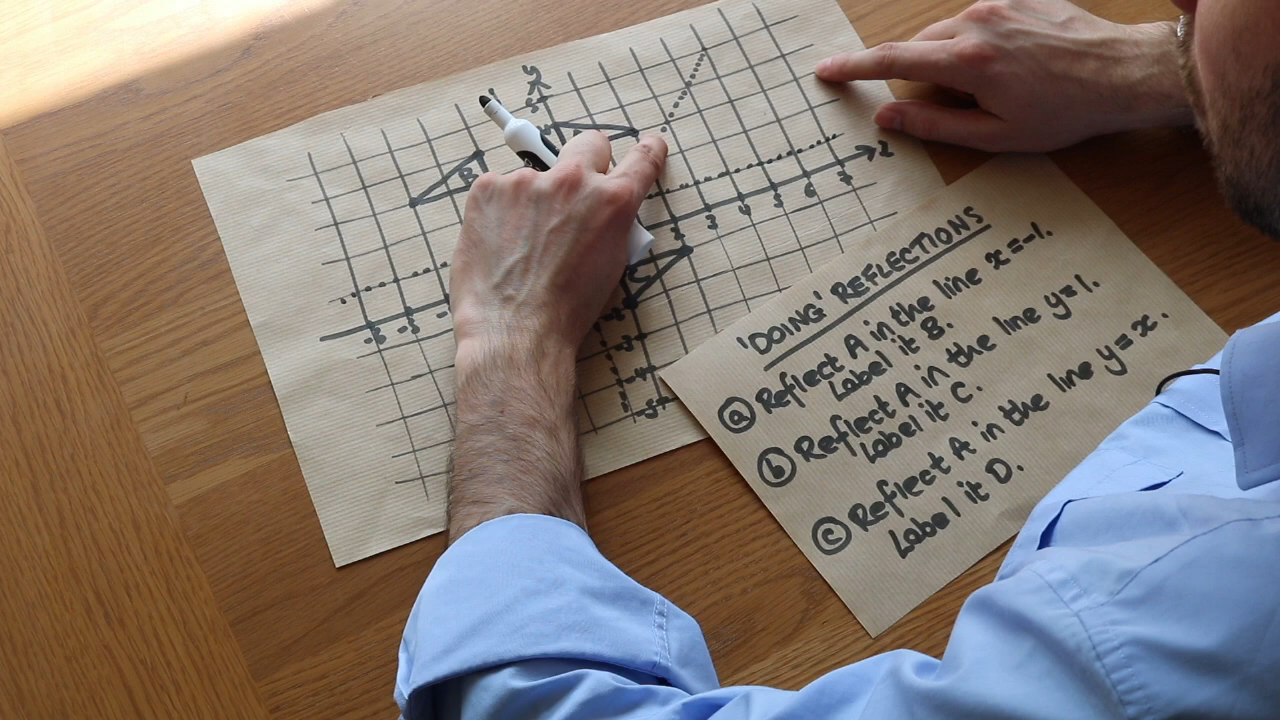 'DOING' REFLECTIONS
a Reflect A in the line x=-1.
Label it B.
b Reflect A in the line y=1.
Label it C.
c Reflect A in the line y=x.
Label it D.
y
5
B
C
x
2 3 4 5 6 7
-3
-4
-5